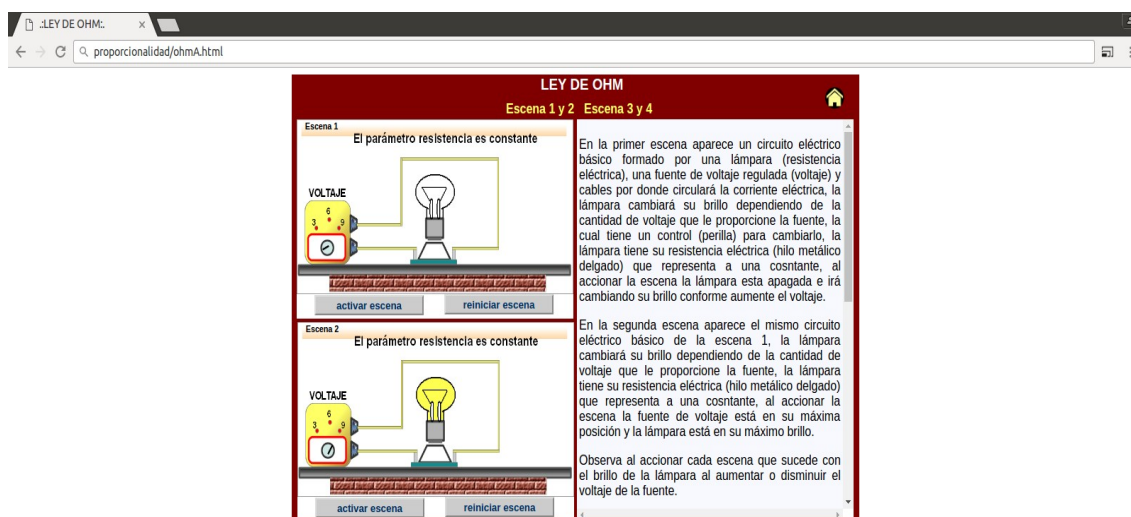 .:LEY DE OHM:.
proporcionalidad/ohmA.html
LEY DE OHM
Escena 1 y 2 Escena 3 y 4
Escena 1
El parámetro resistencia es constante
VOLTAJE
6
3 9
activar escena reiniciar escena
Escena 2
El parámetro resistencia es constante
VOLTAJE
6
3 9
activar escena reiniciar escena
En la primer escena aparece un circuito eléctrico
básico formado por una lámpara (resistencia
eléctrica), una fuente de voltaje regulada (voltaje) y
cables por donde circulará la corriente eléctrica, la
lámpara cambiará su brillo dependiendo de la
cantidad de voltaje que le proporcione la fuente, la
cual tiene un control (perilla) para cambiarlo, la
lámpara tiene su resistencia eléctrica (hilo metálico
delgado) que representa a una cosntante, al
accionar la escena la lámpara esta apagada e irá
cambiando su brillo conforme aumente el voltaje.
En la segunda escena aparece el mismo circuito
eléctrico básico de la escena 1, la lámpara
cambiará su brillo dependiendo de la cantidad de
voltaje que le proporcione la fuente, la lámpara
tiene su resistencia eléctrica (hilo metálico delgado)
que representa a una cosntante, al accionar la
escena la fuente de voltaje está en su máxima
posición y la lámpara está en su máximo brillo.
Observa al accionar cada escena que sucede con
el brillo de la lámpara al aumentar o disminuir el
voltaje de la fuente.